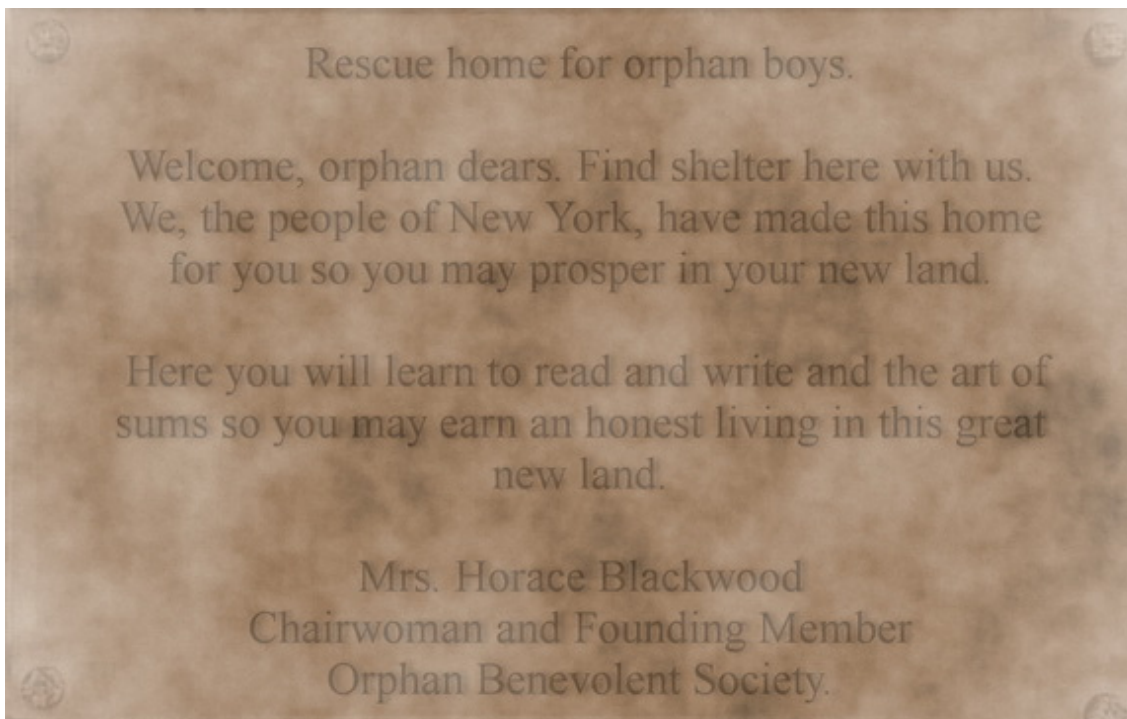 Rescue home for orphan boys.
Welcome, orphan dears. Find shelter here with us.
We, the people of New York, have made this home
for you so you may prosper in your new land.
Here you will learn to read and write and the art of
sums so you may earn an honest living in this great
new land.
Mrs. Horace Blackwood
Chairwoman and Founding Member
Orphan Benevolent Society.